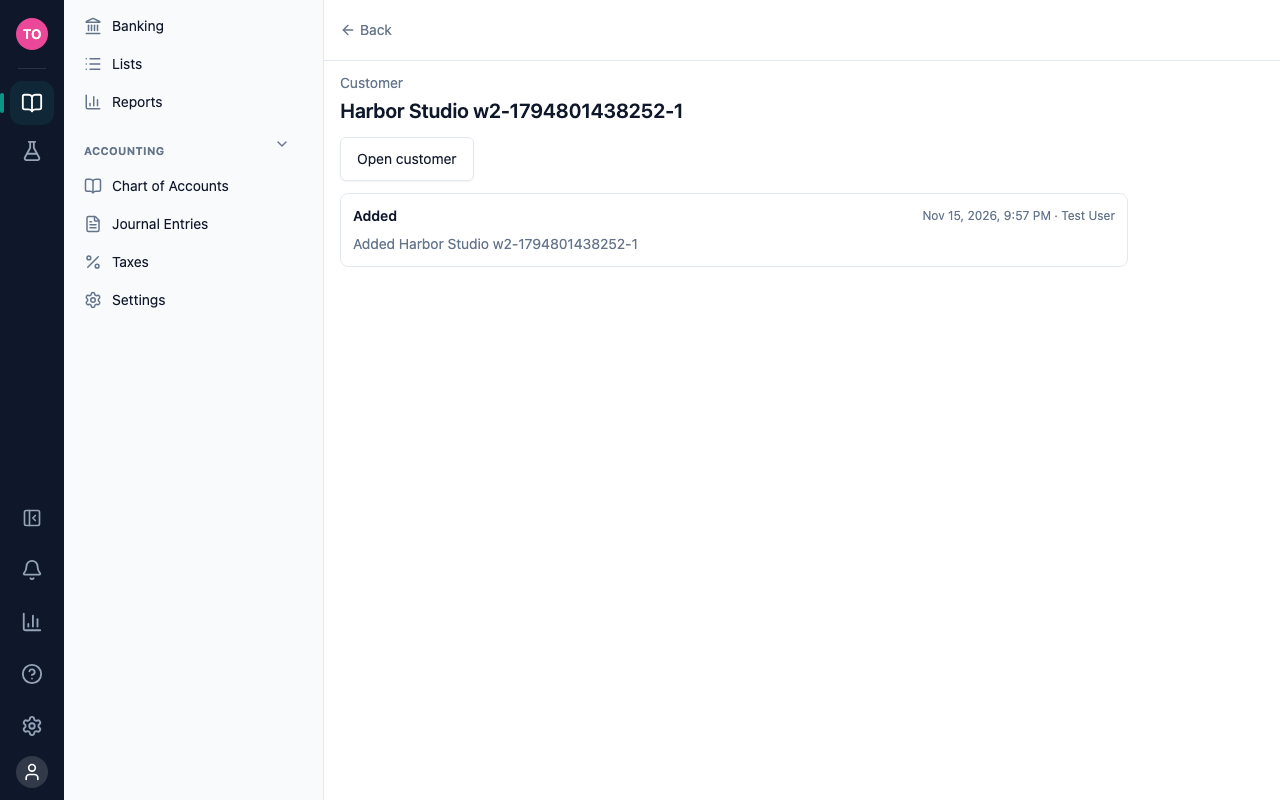 TO
Banking
Lists
Reports
ACCOUNTING
Chart of Accounts
Journal Entries
Taxes
Settings
Back
Customer
Harbor Studio w2-1794801438252-1
Open customer
Added
Nov 15, 2026, 9:57 PM · Test User
Added Harbor Studio w2-1794801438252-1